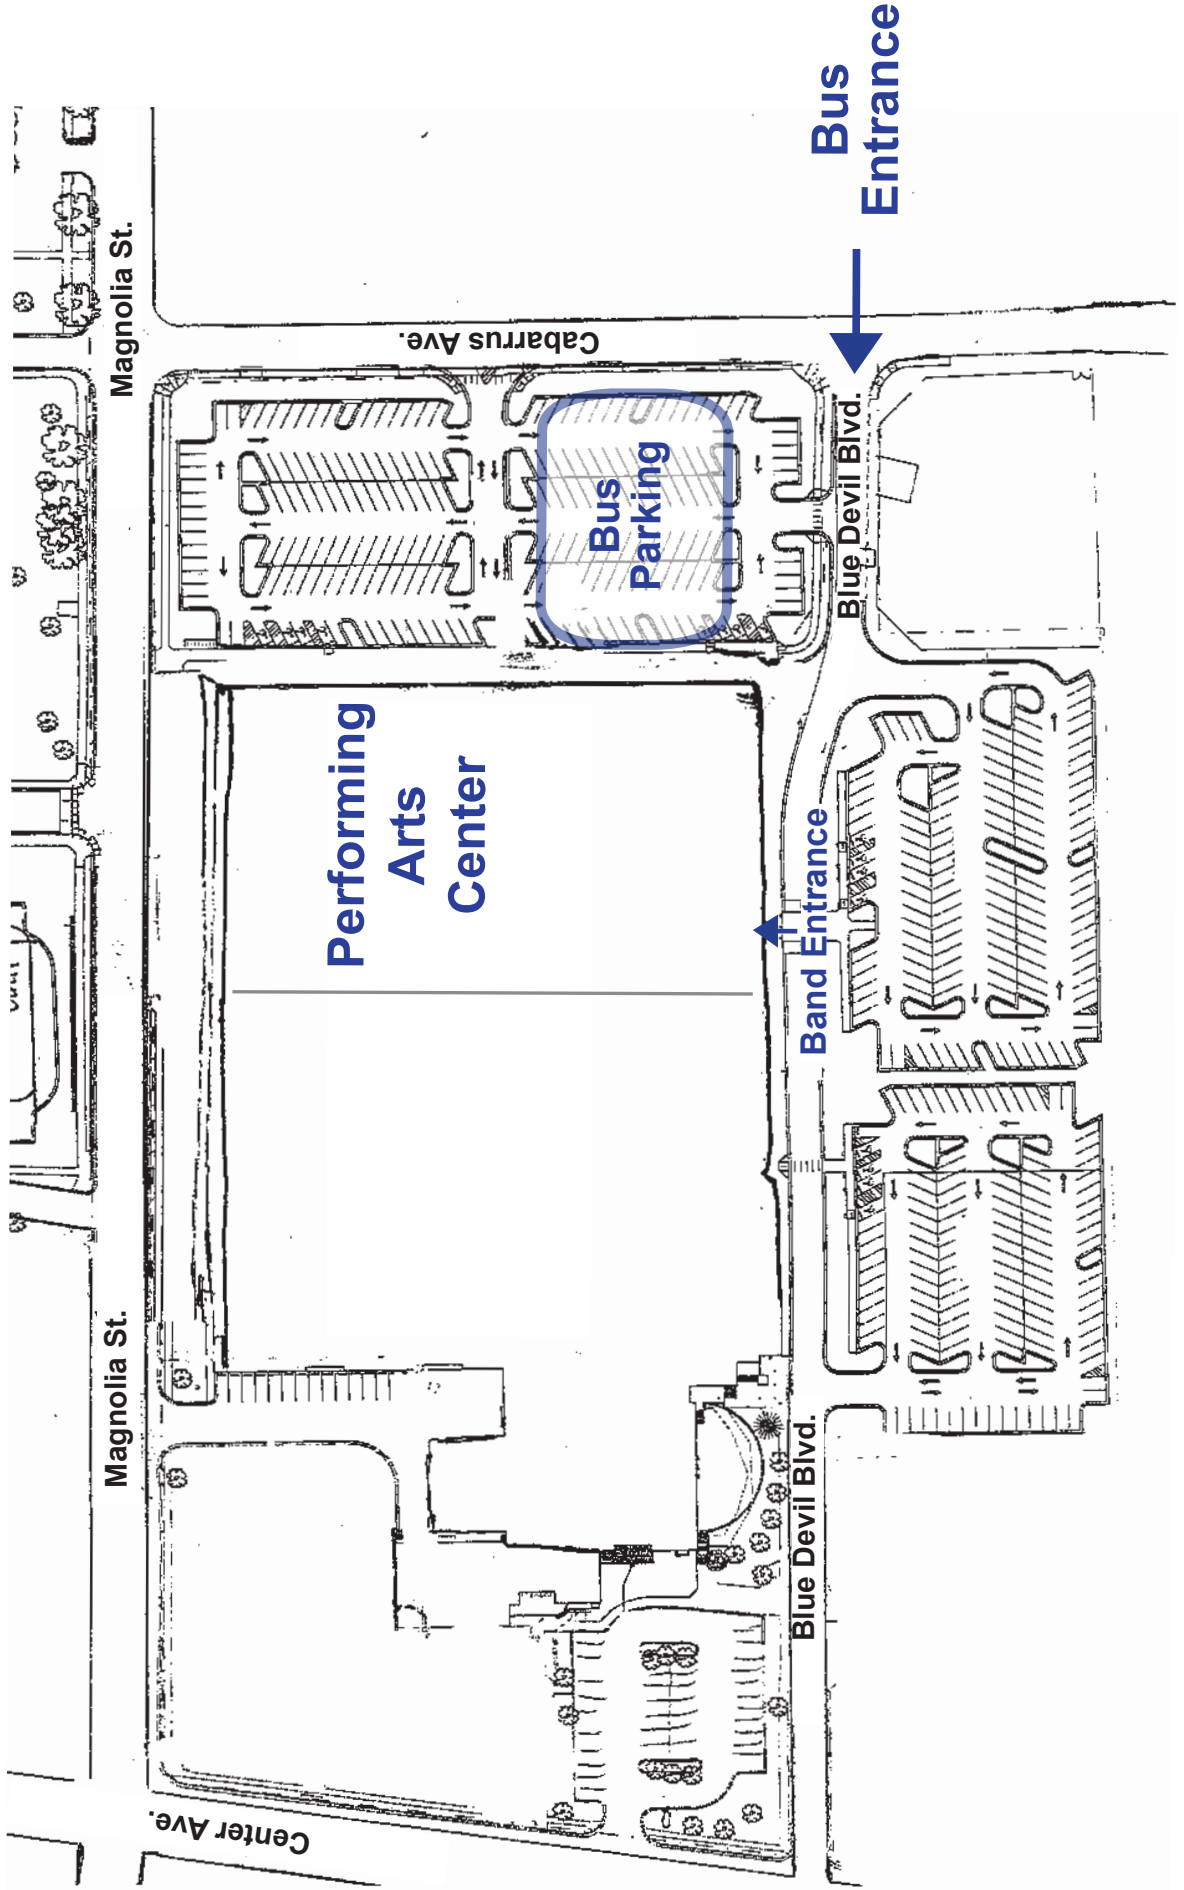 Bus
Entrance
Magnolia St.
Cabarrus Ave.
Bus
Parking
Blue Devil Blvd.
Performing
Arts
Center
Band Entrance
Magnolia St.
Blue Devil Blvd.
Center Ave.